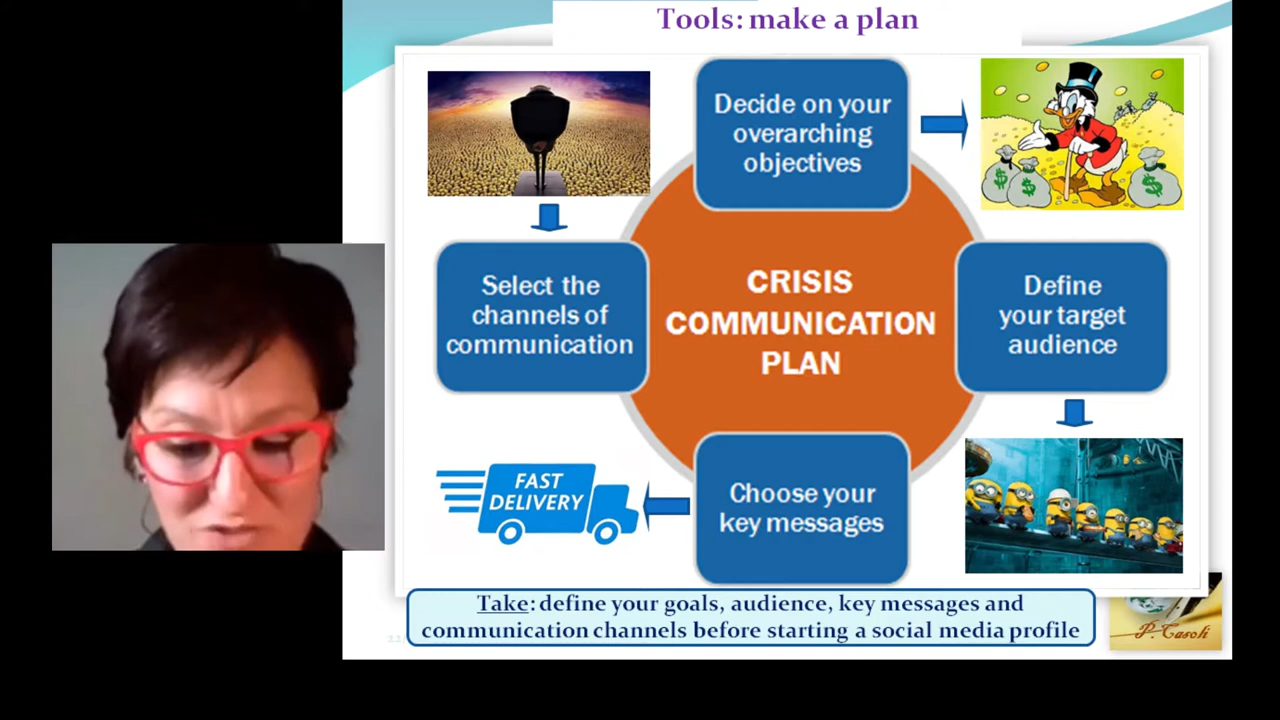 Tools: make a plan
Decide on your
overarching
objectives
$
$
$
Select the
channels of
communication
CRISIS
COMMUNICATION
PLAN
Define
your target
audience
FAST
DELIVERY
Choose your
key messages
Take: define your goals, audience, key messages and
communication channels before starting a social media profile
P. Casoli